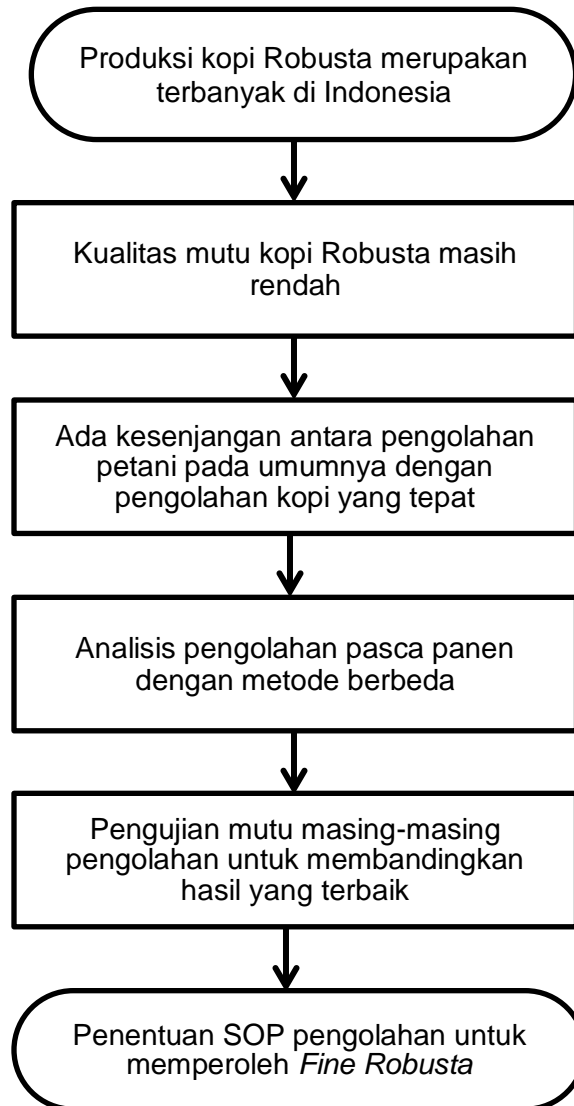 Produksi kopi Robusta merupakan
terbanyak di Indonesia
Kualitas mutu kopi Robusta masih
rendah
Ada kesenjangan antara pengolahan
petani pada umumnya dengan
pengolahan kopi yang tepat
Analisis pengolahan pasca panen
dengan metode berbeda
Pengujian mutu masing-masing
pengolahan untuk membandingkan
hasil yang terbaik
Penentuan SOP pengolahan untuk
memperoleh Fine Robusta